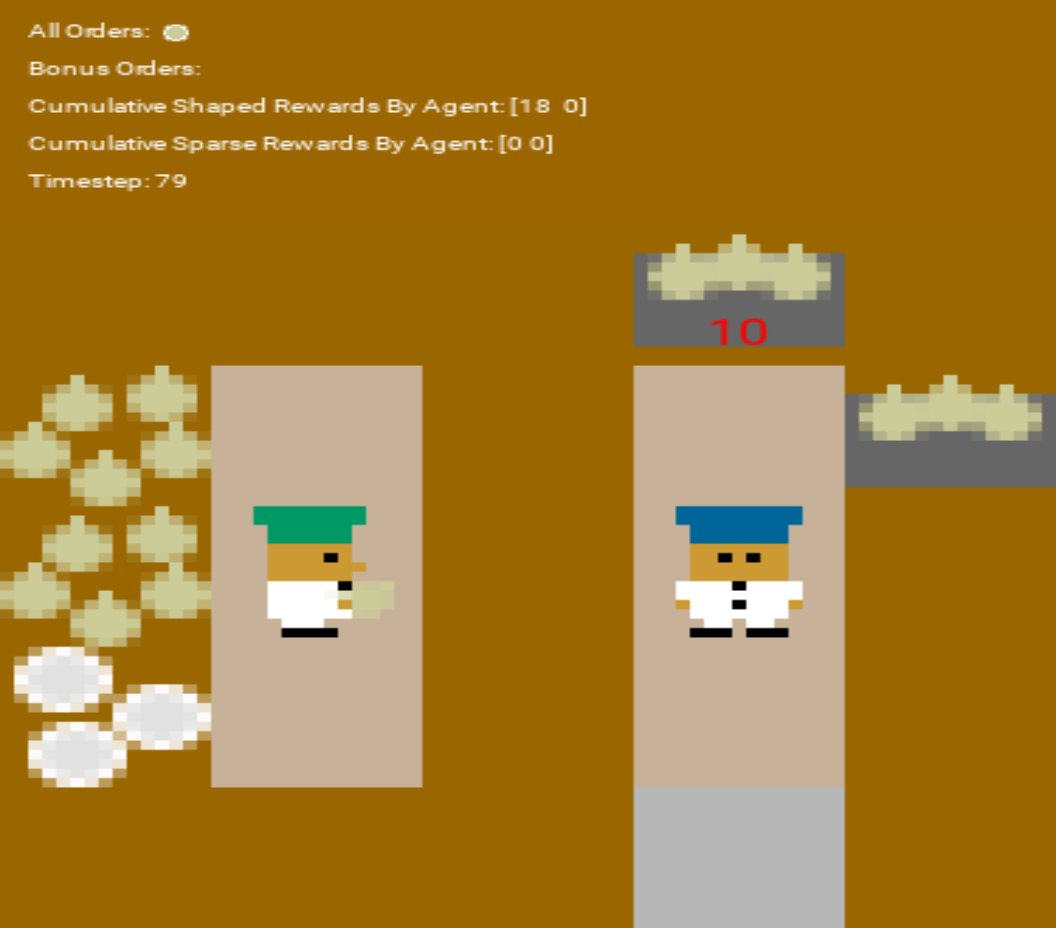 All Orders:
Bonus Orders:
Cumulative Shaped Rewards By Agent: [18 0]
Cumulative Sparse Rewards By Agent: [0 0]
Timestep: 79
10